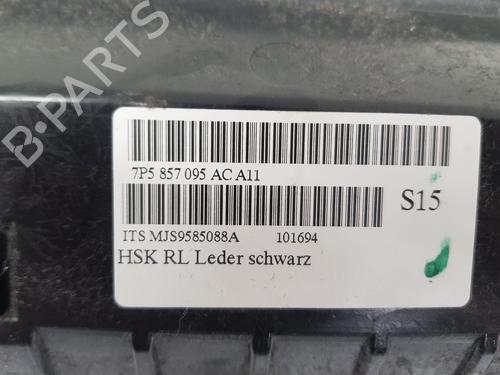 B-PARTS
7P5 857 095 AC A11
S15
ITS MJS9585088A 101694
HSK RL Leder schwarz